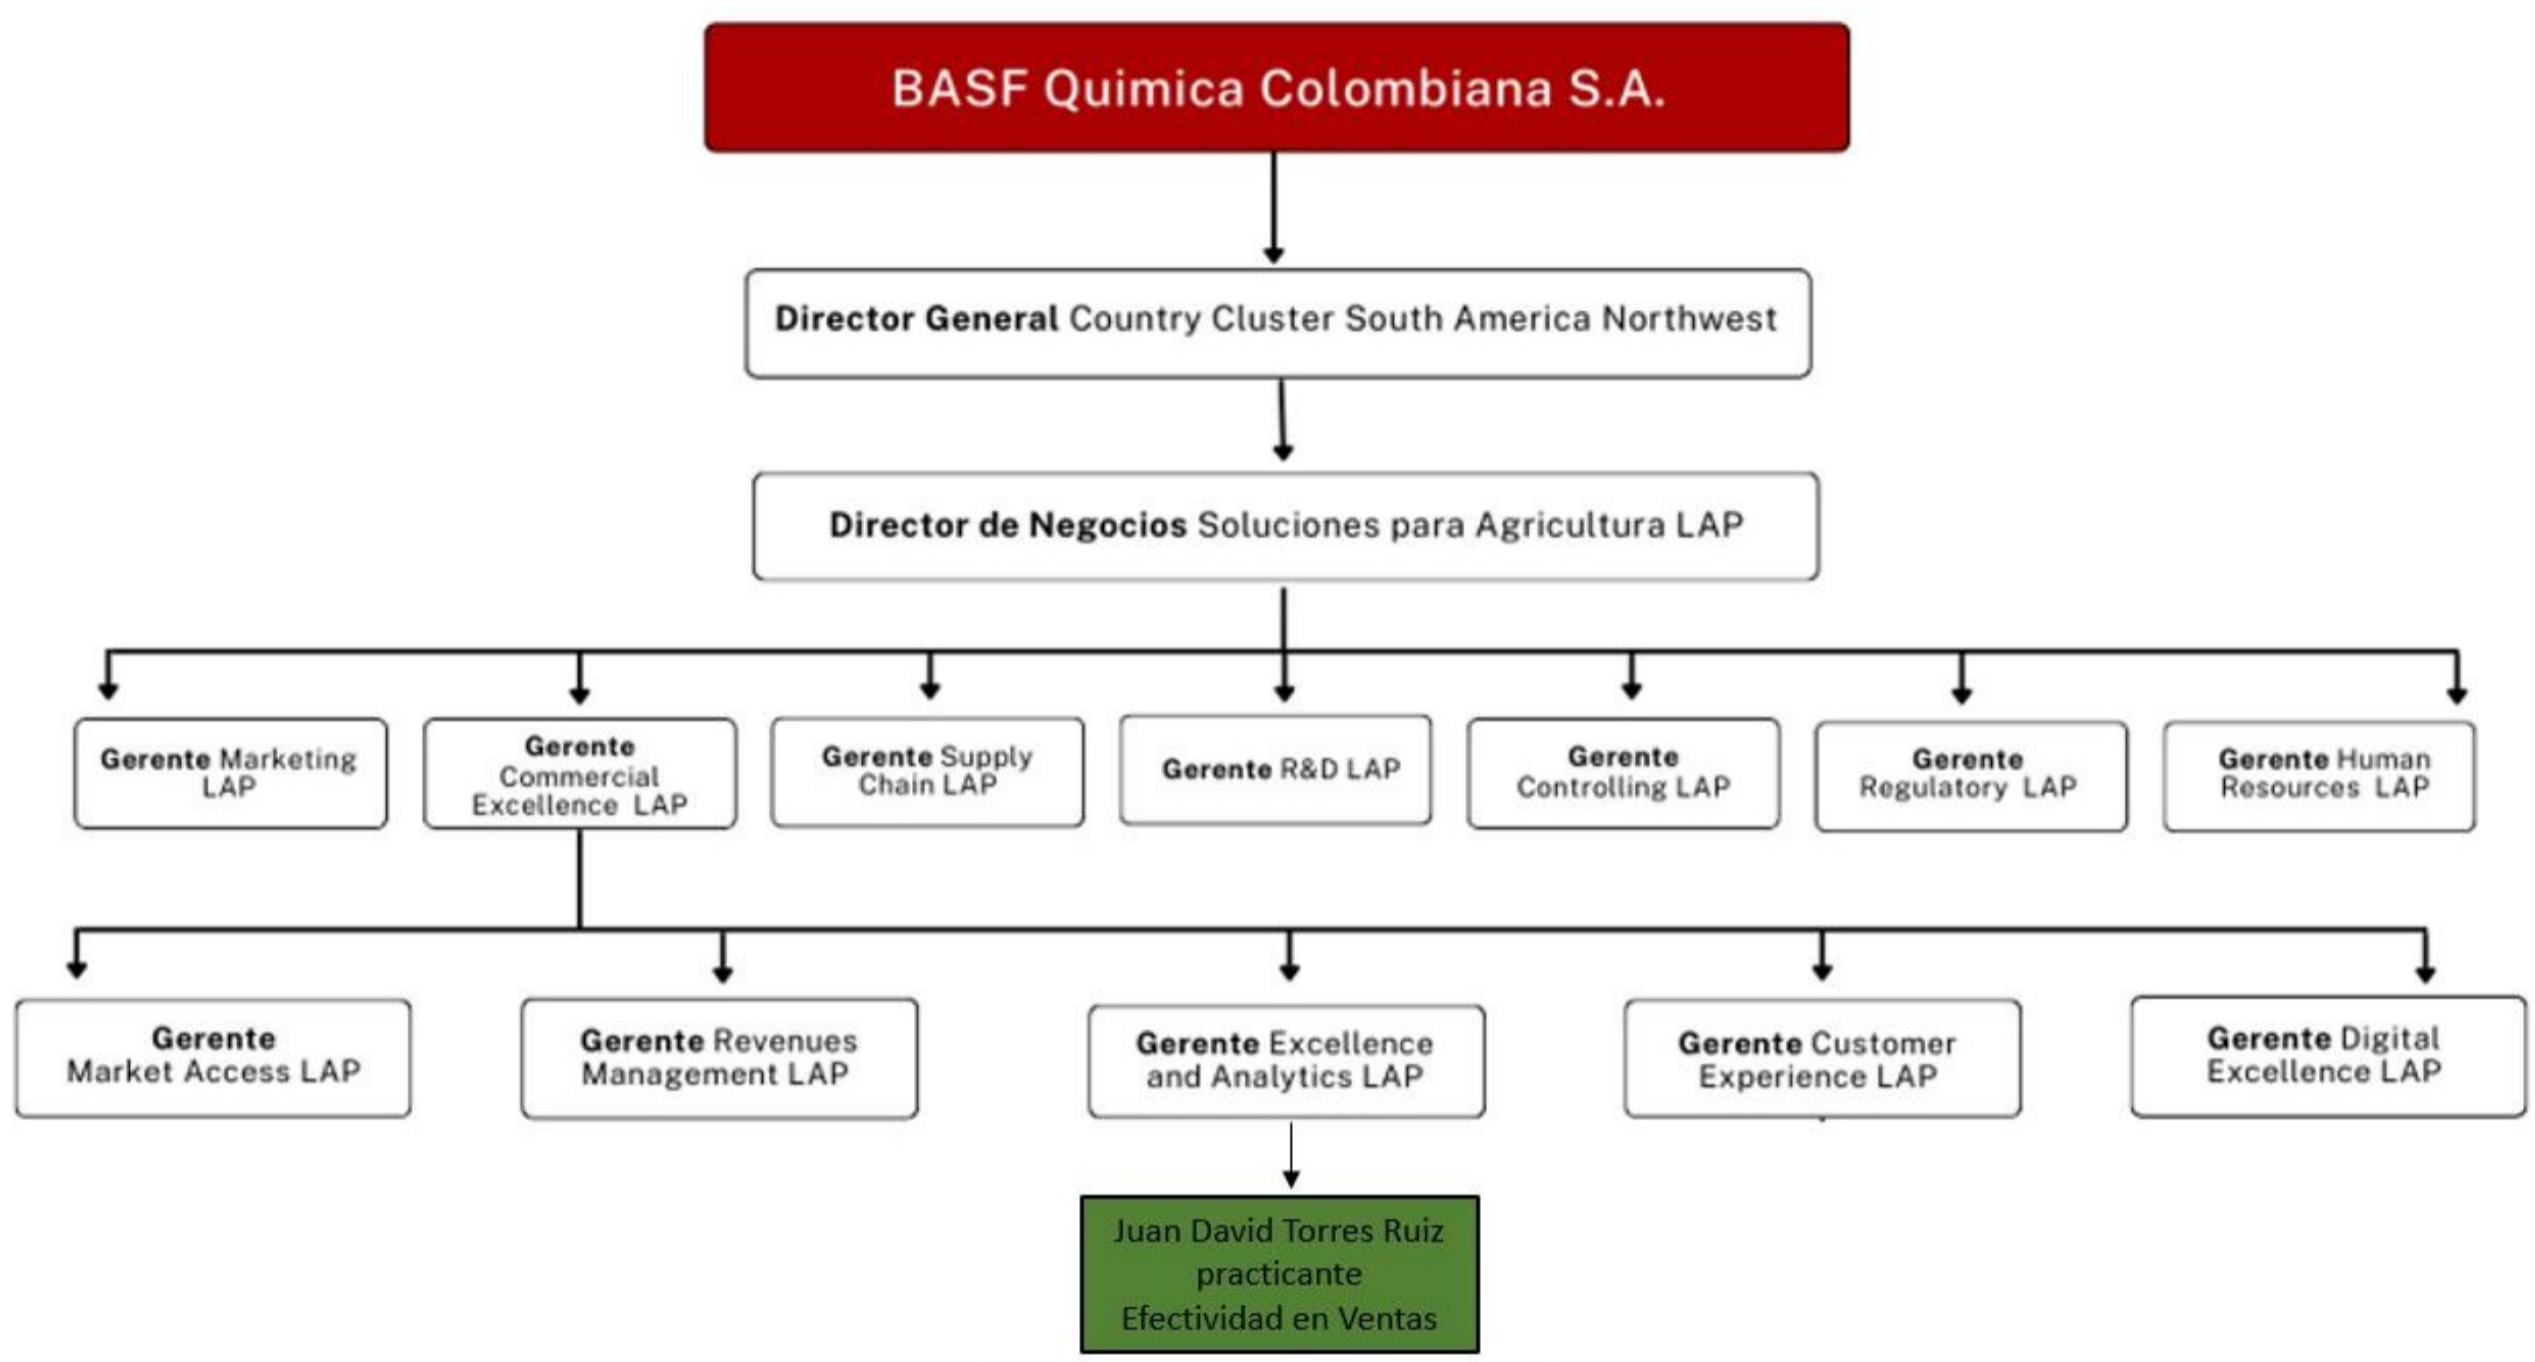 BASF Quimica Colombiana S.A.
Director General Country Cluster South America Northwest
Director de Negocios Soluciones para Agricultura LAP
Gerente Marketing
LAP
Gerente
Commercial
Excellence LAP
Gerente Supply
Chain LAP
Gerente R&D LAP
Gerente
Controlling LAP
Gerente
Regulatory LAP
Gerente Human
Resources LAP
Gerente
Market Access LAP
Gerente Revenues
Management LAP
Gerente Excellence
and Analytics LAP
Gerente Customer
Experience LAP
Gerente Digital
Excellence LAP
Juan David Torres Ruiz
practicante
Efectividad en Ventas